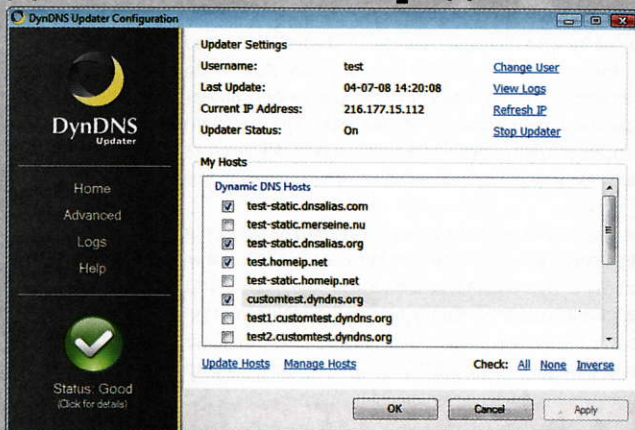 DynDNS Updater Configuration
DynDNS
Updater
Home
Advanced
Logs
Help
Status: Good
(Click for details)
Updater Settings
Username: test Change User
Last Update: 04-07-08 14:20:08 View Logs
Current IP Address: 216.177.15.112 Refresh IP
Updater Status: On Stop Updater
My Hosts
Dynamic DNS Hosts
test-static.dnsalias.com
test-static.merseine.nu
test-static.dnsalias.org
test.homeip.net
test-static.homeip.net
customtest.dyndns.org
test1.customtest.dyndns.org
test2.customtest.dyndns.org
Update Hosts Manage Hosts Check: All None Inverse
OK Cancel Apply